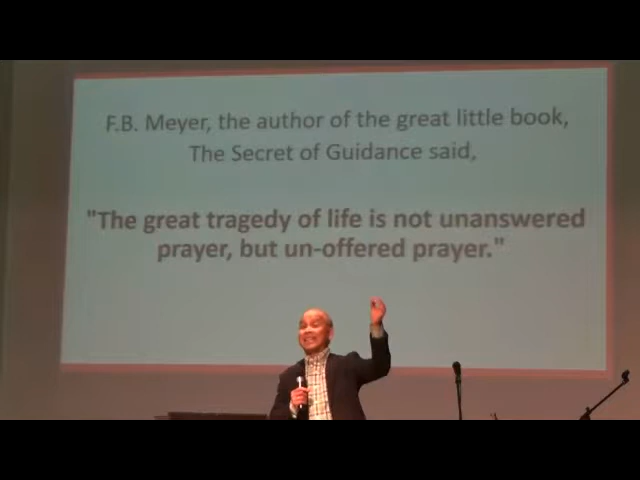 F.B. Meyer, the author of the great little book,
The Secret of Guidance said,
"The great tragedy of life is not unanswered
prayer, but un-offered prayer."